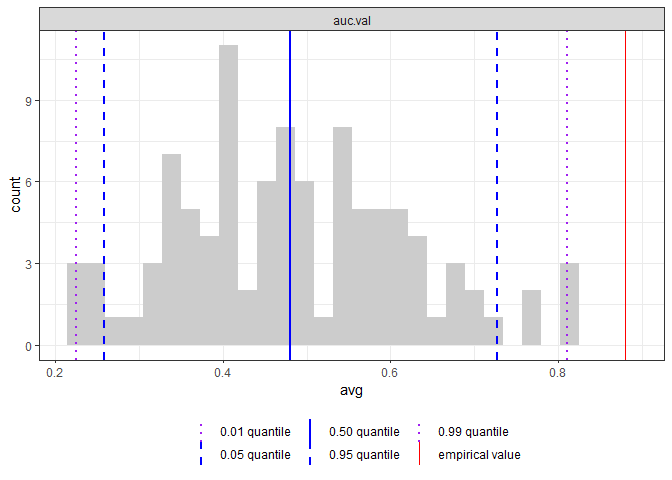 auc.val
count
9
6
3
0
0.2 0.4 0.6 0.8
avg
0.01 quantile 0.50 quantile 0.99 quantile
0.05 quantile 0.95 quantile empirical value